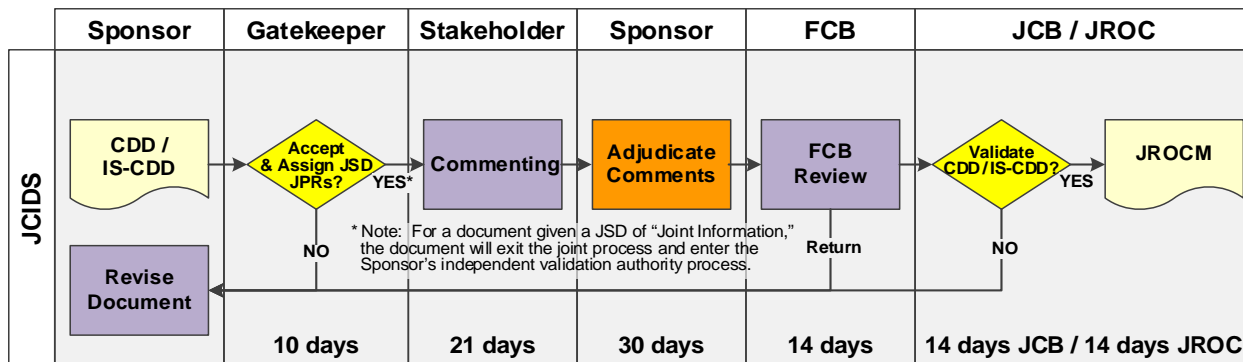 Sponsor
Gatekeeper
Stakeholder
Sponsor
FCB
JCB / JROC
JCIDS
CDD /
IS-CDD
Accept
& Assign JSD
JPRs?
YES*
Commenting
Adjudicate
Comments
FCB
Review
Validate
CDD / IS-CDD?
YES
JROCM
NO
* Note: For a document given a JSD of "Joint Information,"
the document will exit the joint process and enter the
Sponsor's independent validation authority process.
Return
NO
Revise
Document
10 days
21 days
30 days
14 days
14 days JCB / 14 days JROC